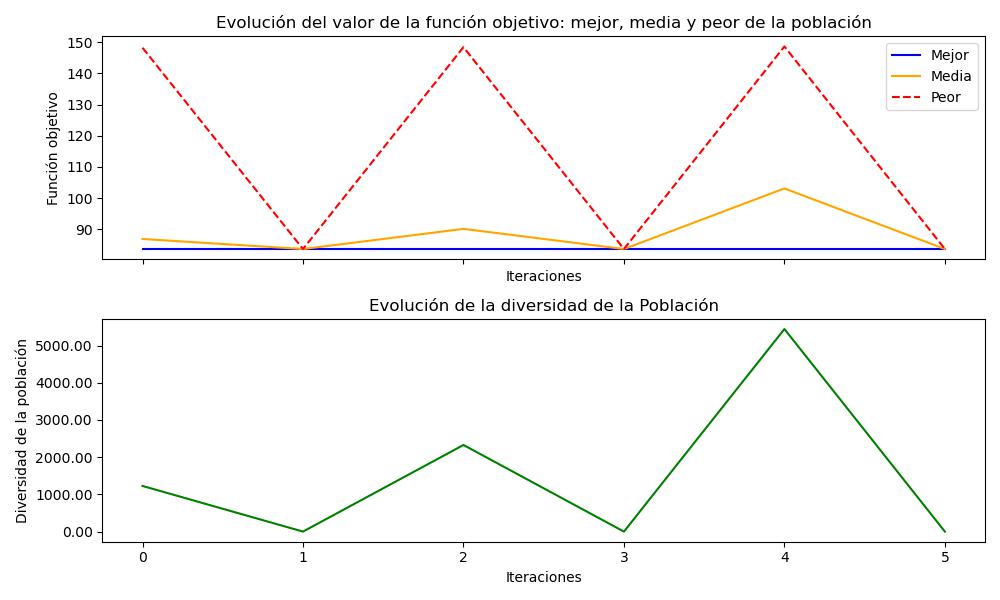 Evolución del valor de la función objetivo: mejor, media y peor de la población
150
140
130
120
110
100
90
Función objetivo
Mejor
Media
Peor
Iteraciones
Evolución de la diversidad de la Población
5000.00
4000.00
3000.00
2000.00
1000.00
0.00
Diversidad de la población
0 1 2 3 4 5
Iteraciones